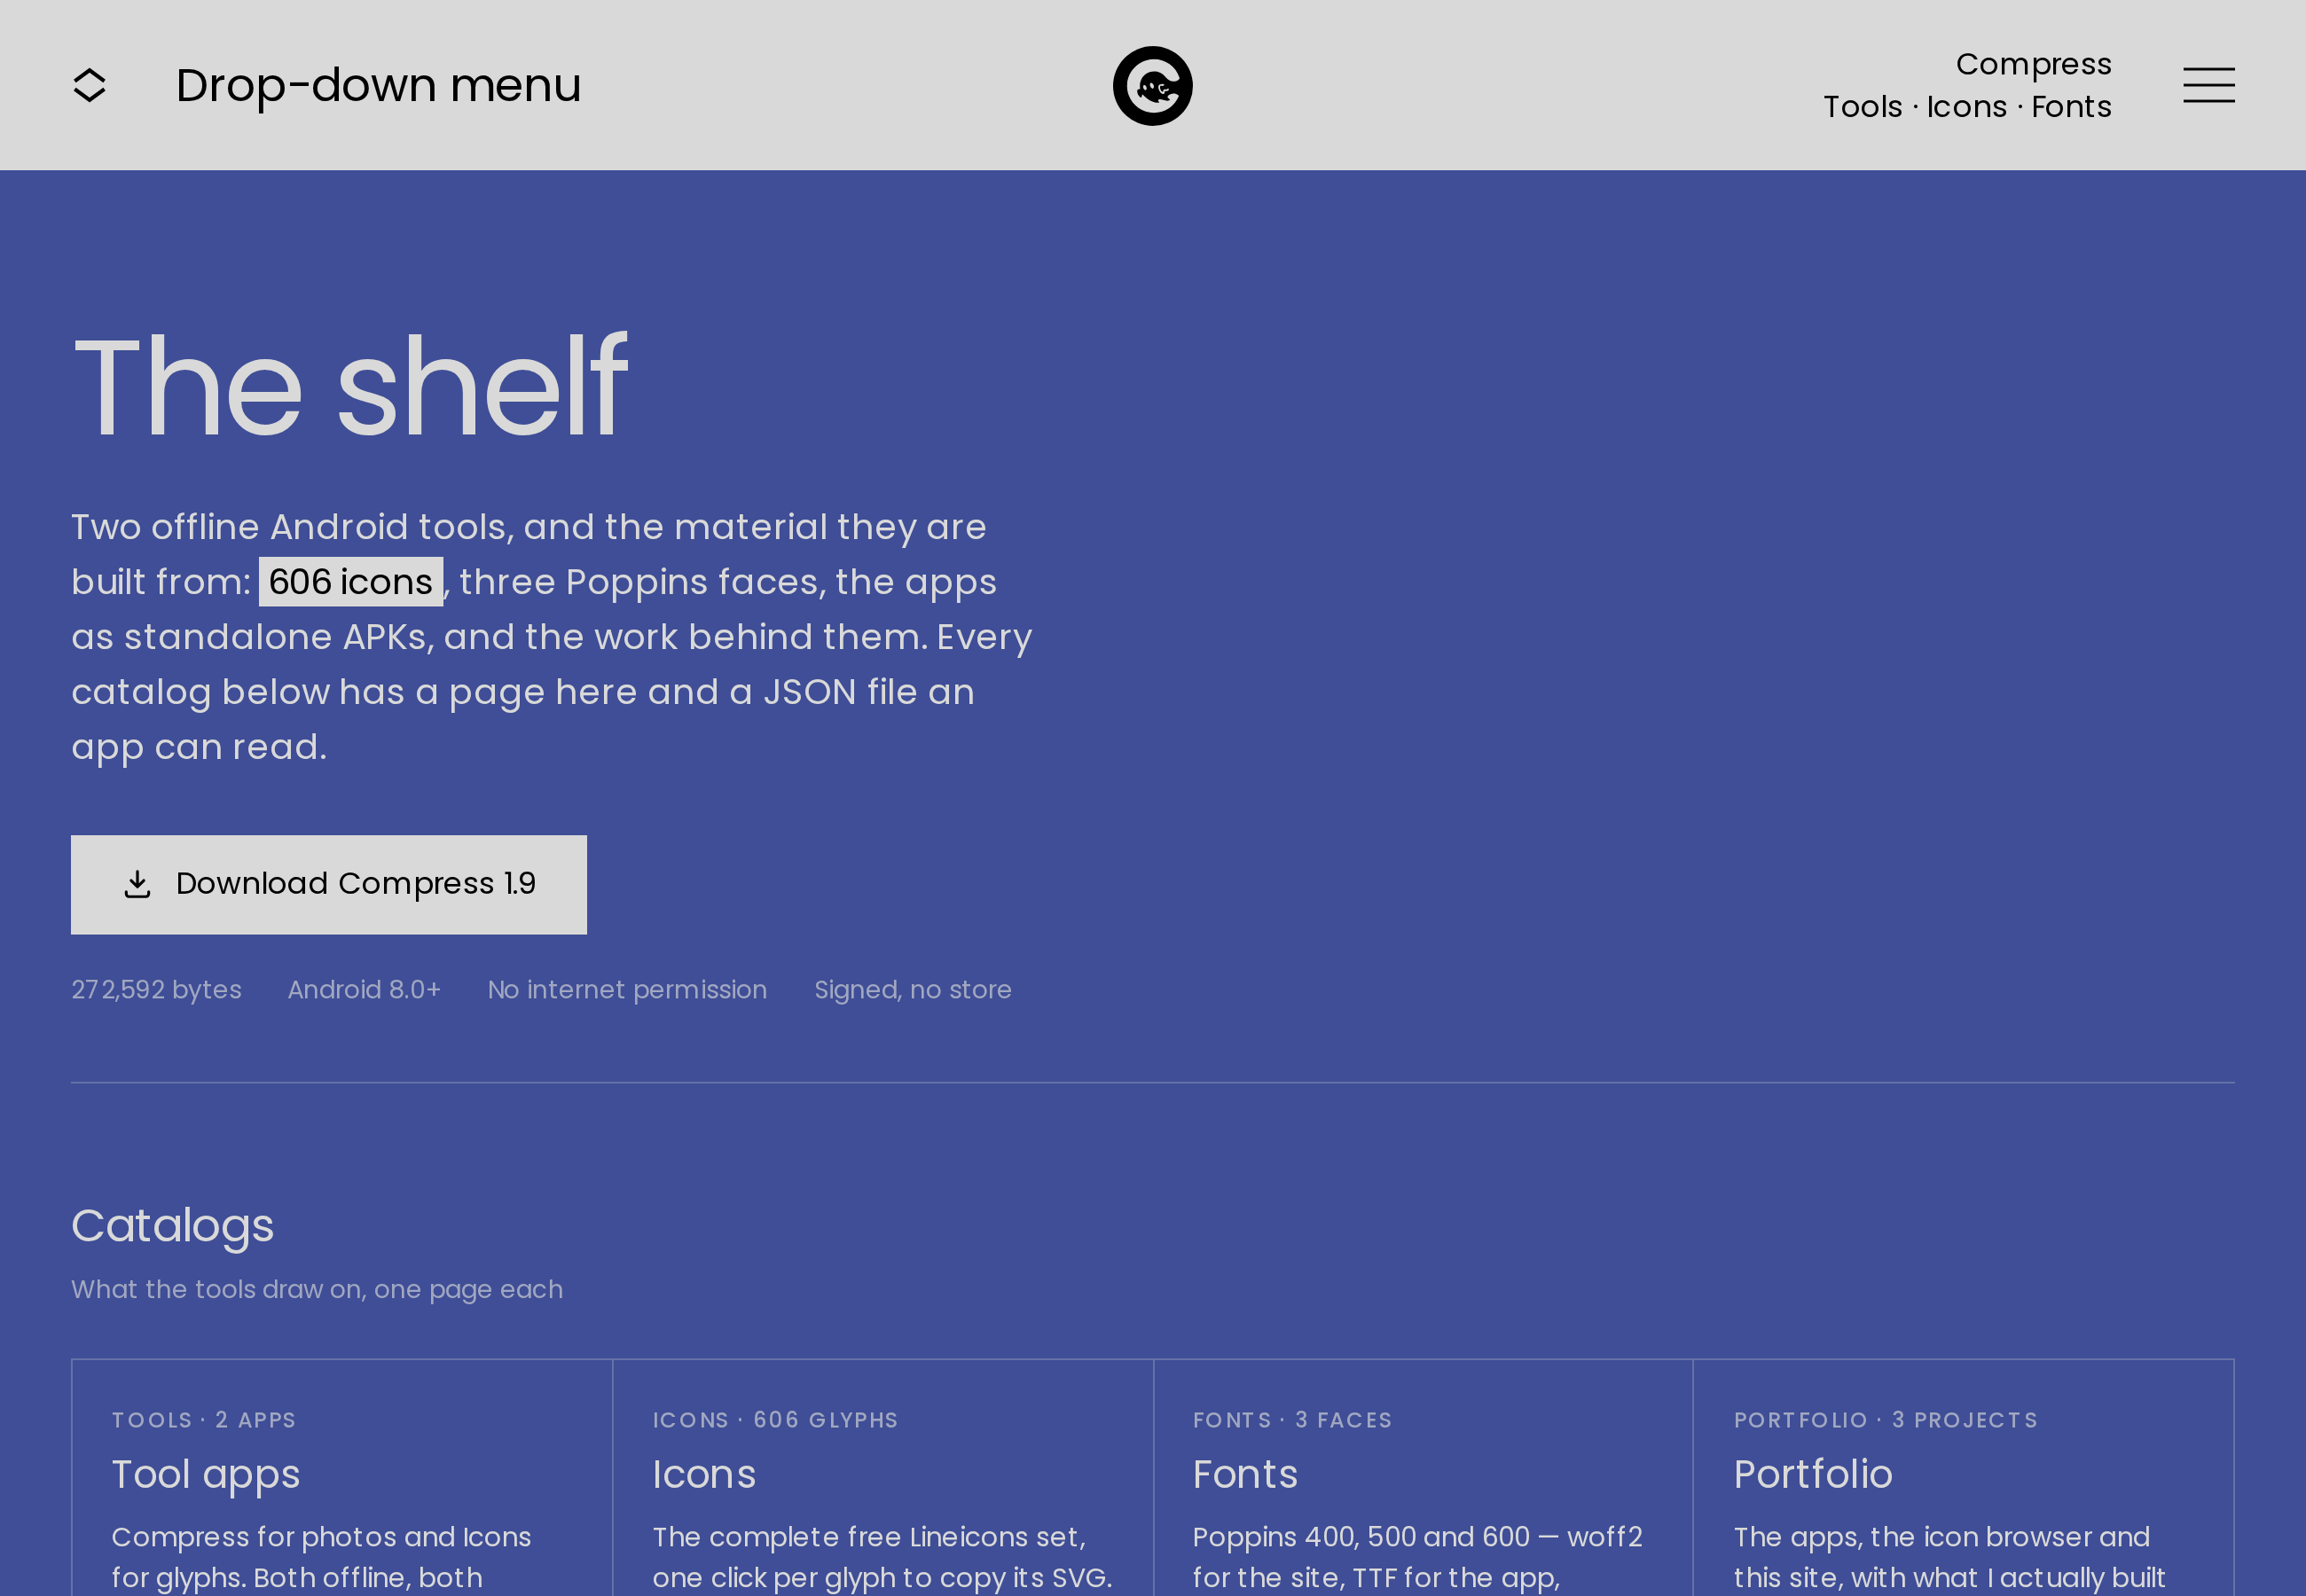 Drop-down menu
Compress
Tools · Icons · Fonts
The shelf
Two offline Android tools, and the material they are
built from: 606 icons, three Poppins faces, the apps
as standalone APKs, and the work behind them. Every
catalog below has a page here and a JSON file an
app can read.
Download Compress 1.9
272,592 bytes Android 8.0+ No internet permission Signed, no store
Catalogs
What the tools draw on, one page each
TOOLS · 2 APPS
Tool apps
Compress for photos and Icons
for glyphs. Both offline, both
ICONS · 606 GLYPHS
Icons
The complete free Lineicons set,
one click per glyph to copy its SVG.
FONTS · 3 FACES
Fonts
Poppins 400, 500 and 600 — woff2
for the site, TTF for the app,
PORTFOLIO · 3 PROJECTS
Portfolio
The apps, the icon browser and
this site, with what I actually built